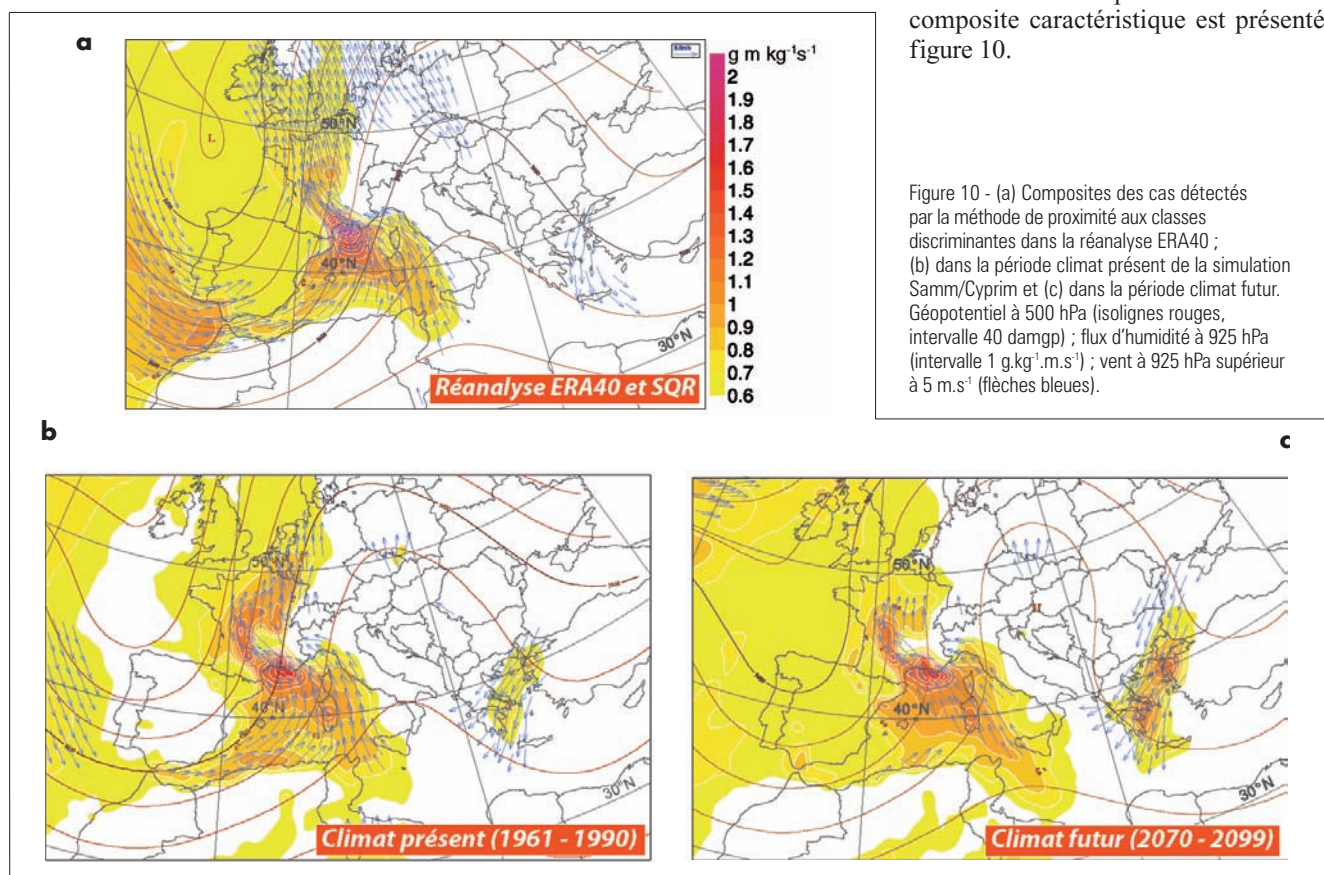 composite caractéristique est présenté
figure 10.
a
g m kg⁻¹s⁻¹
2
1.9
1.8
1.7
1.6
1.5
1.4
1.3
1.2
1.1
1
0.9
0.8
0.7
0.6
L
50°N
40°N
30°N
Réanalyse ERA40 et SQR
Figure 10 - (a) Composites des cas détectés
par la méthode de proximité aux classes
discriminantes dans la réanalyse ERA40 ;
(b) dans la période climat présent de la simulation
Samm/Cyprim et (c) dans la période climat futur.
Géopotentiel à 500 hPa (isolignes rouges,
intervalle 40 damgp) ; flux d'humidité à 925 hPa
(intervalle 1 g.kg⁻¹.m.s⁻¹) ; vent à 925 hPa supérieur
à 5 m.s⁻¹ (flèches bleues).
b
50°N
40°N
30°N
Climat présent (1961 - 1990)
c
50°N
H
40°N
30°N
Climat futur (2070 - 2099)